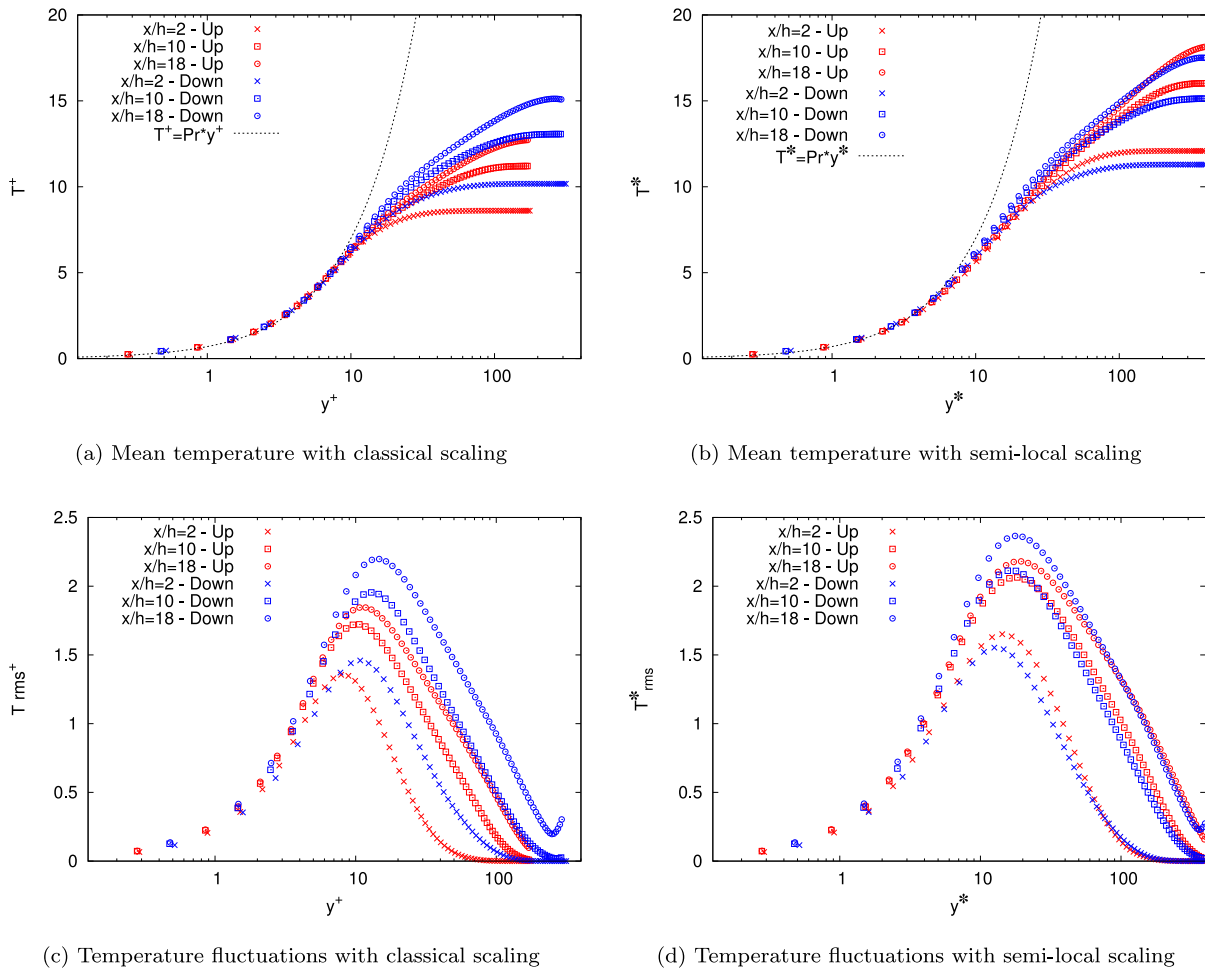 20
15
10
5
0
1
10
100
T⁺
y⁺
x/h=2 - Up
x/h=10 - Up
x/h=18 - Up
x/h=2 - Down
x/h=10 - Down
x/h=18 - Down
T⁺=Pr*y⁺
(a) Mean temperature with classical scaling
20
15
10
5
0
1
10
100
T*
y*
x/h=2 - Up
x/h=10 - Up
x/h=18 - Up
x/h=2 - Down
x/h=10 - Down
x/h=18 - Down
T*=Pr*y*
(b) Mean temperature with semi-local scaling
2.5
2
1.5
1
0.5
0
1
10
100
T rms⁺
y⁺
x/h=2 - Up
x/h=10 - Up
x/h=18 - Up
x/h=2 - Down
x/h=10 - Down
x/h=18 - Down
(c) Temperature fluctuations with classical scaling
2.5
2
1.5
1
0.5
0
1
10
100
T*rms
y*
x/h=2 - Up
x/h=10 - Up
x/h=18 - Up
x/h=2 - Down
x/h=10 - Down
x/h=18 - Down
(d) Temperature fluctuations with semi-local scaling